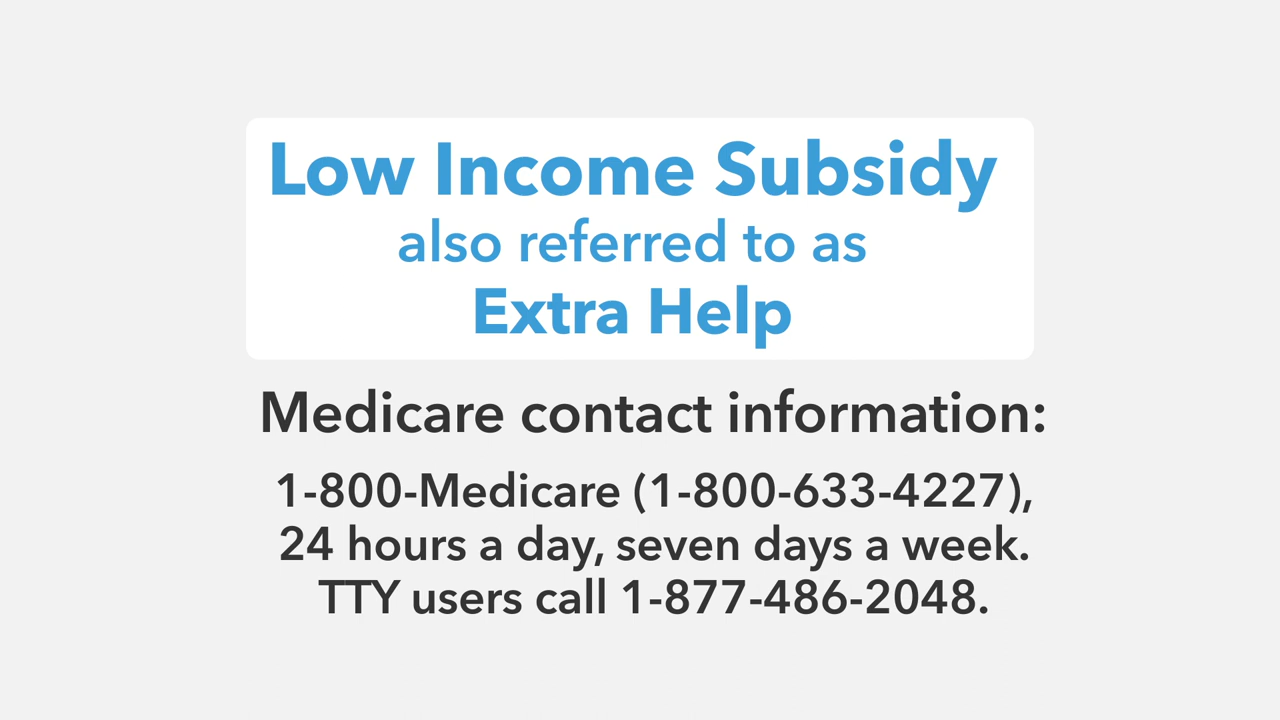 Low Income Subsidy
also referred to as
Extra Help
Medicare contact information:
1-800-Medicare (1-800-633-4227),
24 hours a day, seven days a week.
TTY users call 1-877-486-2048.